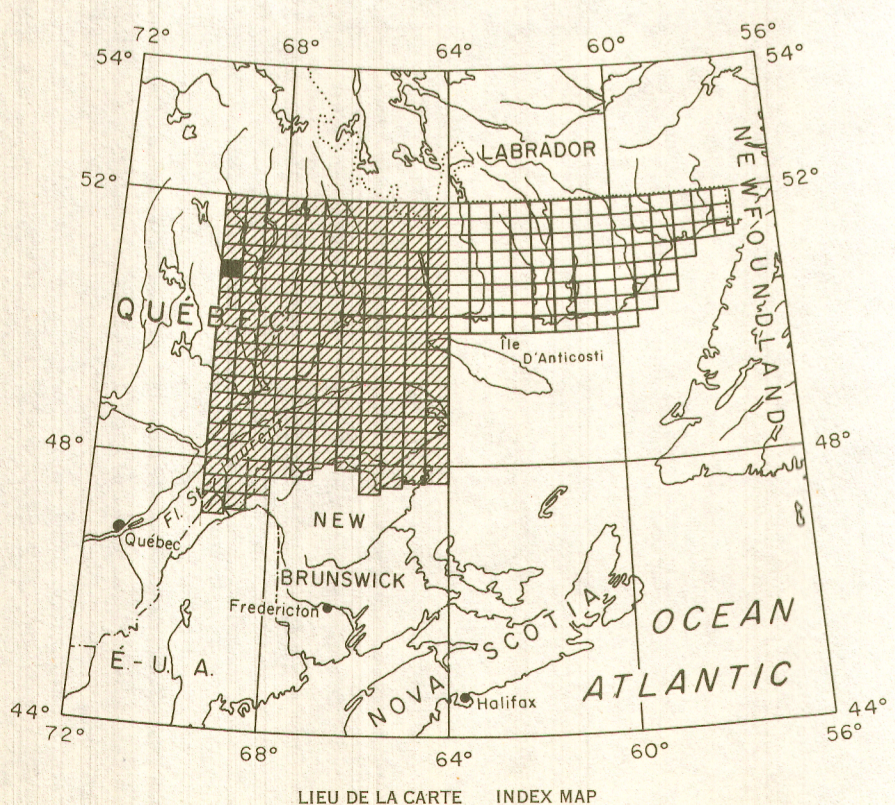 72° 68° 64° 60° 56°
54° 54°
LABRADOR
52° 52°
NEWFOUNDLAND
QUÉBEC
Île
D'Anticosti
48° 48°
Fl. St. Laurent
Québec
NEW
BRUNSWICK
Fredericton
NOVA SCOTIA
OCEAN
ATLANTIC
É.-U.A.
Halifax
44° 44°
72° 68° 64° 60° 56°
LIEU DE LA CARTE INDEX MAP